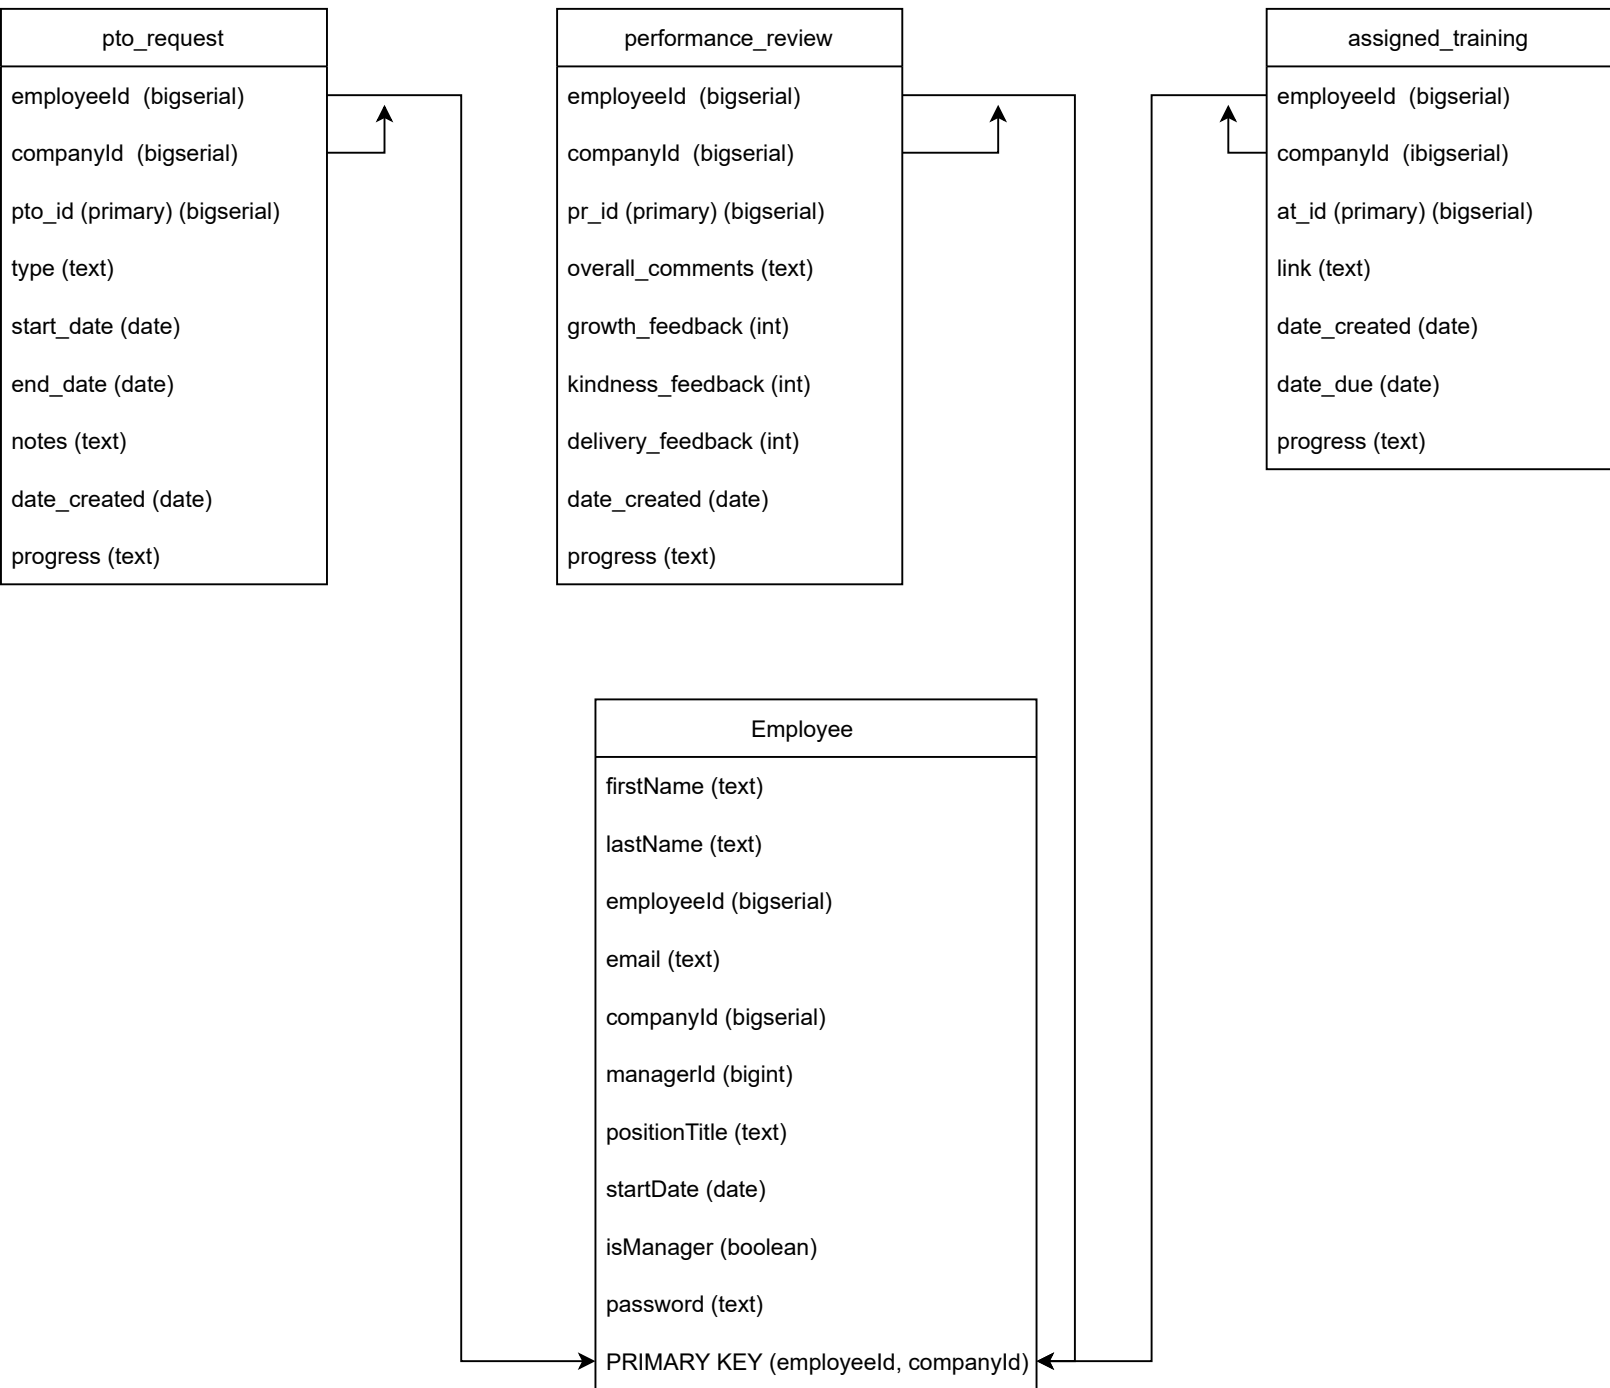 pto_request
employeeId  (bigserial)
companyId  (bigserial)
pto_id (primary) (bigserial)
type (text)
start_date (date)
end_date (date)
notes (text)
date_created (date)
progress (text)
performance_review
employeeId  (bigserial)
companyId  (bigserial)
pr_id (primary) (bigserial)
overall_comments (text)
growth_feedback (int)
kindness_feedback (int)
delivery_feedback (int)
date_created (date)
progress (text)
assigned_training
employeeId  (bigserial)
companyId  (ibigserial)
at_id (primary) (bigserial)
link (text)
date_created (date)
date_due (date)
progress (text)
Employee
firstName (text)
lastName (text)
employeeId (bigserial)
email (text)
companyId (bigserial)
managerId (bigint)
positionTitle (text)
startDate (date)
isManager (boolean)
password (text)
PRIMARY KEY (employeeId, companyId)